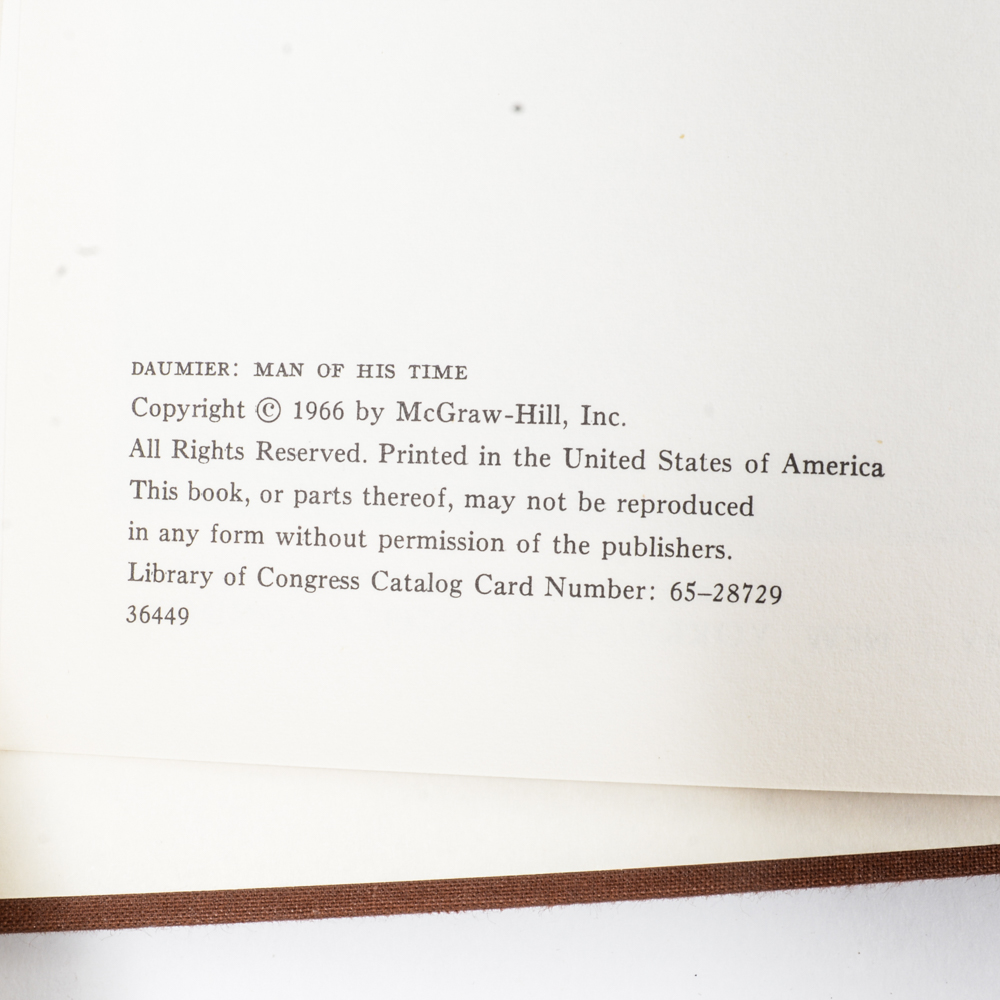 DAUMIER: MAN OF HIS TIME
Copyright © 1966 by McGraw-Hill, Inc.
All Rights Reserved. Printed in the United States of America
This book, or parts thereof, may not be reproduced
in any form without permission of the publishers.
Library of Congress Catalog Card Number: 65–28729
36449